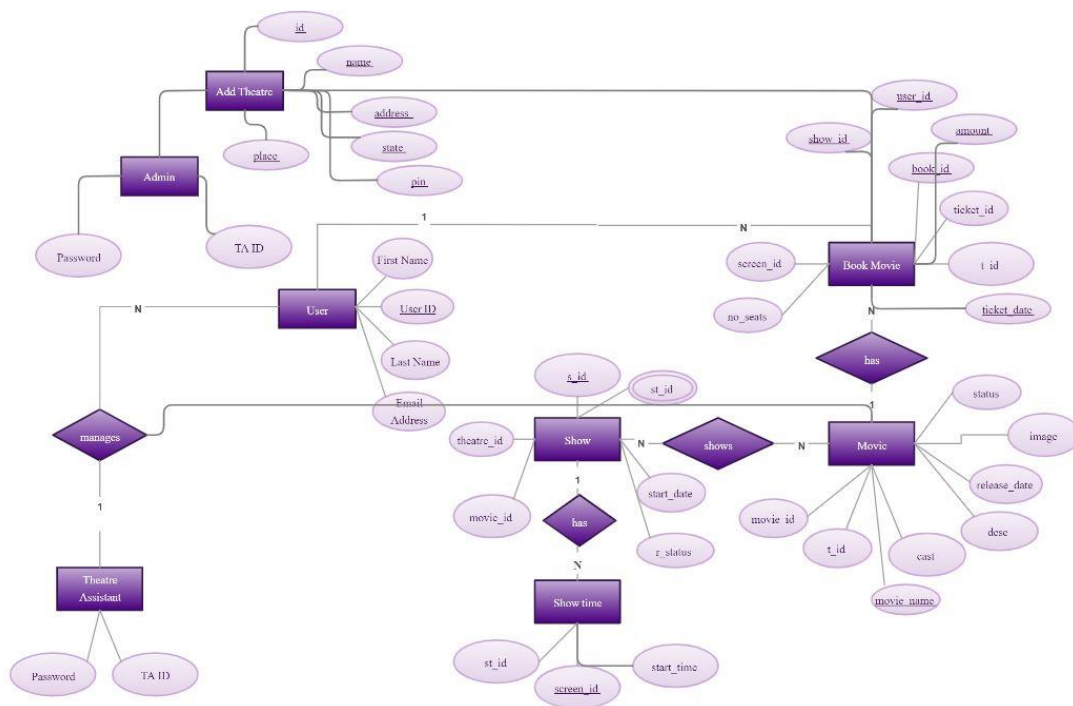 id
name
Add Theatre
address
user_id
amount
show_id
state
place
book_id
Admin
pin
ticket_id
1
N
Password
TA ID
First Name
screen_id
Book Movie
t_id
User
User ID
N
no_seats
ticket_date
N
Last Name
has
s_id
st_id
status
Email
Address
1
manages
theatre_id
Show
N
shows
N
Movie
image
1
start_date
release_date
1
movie_id
has
movie_id
desc
t_id
cast
r_status
N
Theatre
Assistant
Show time
movie_name
st_id
start_time
Password
TA ID
screen_id